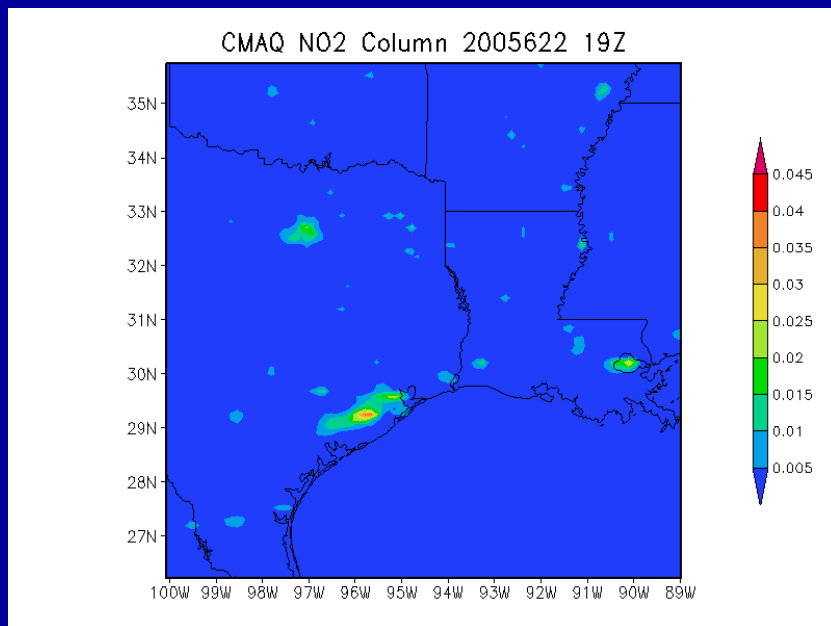 CMAQ NO2 Column 2005622 19Z
35N
34N
33N
32N
31N
30N
29N
28N
27N
100W 99W 98W 97W 96W 95W 94W 93W 92W 91W 90W 89W
0.045
0.04
0.035
0.03
0.025
0.02
0.015
0.01
0.005